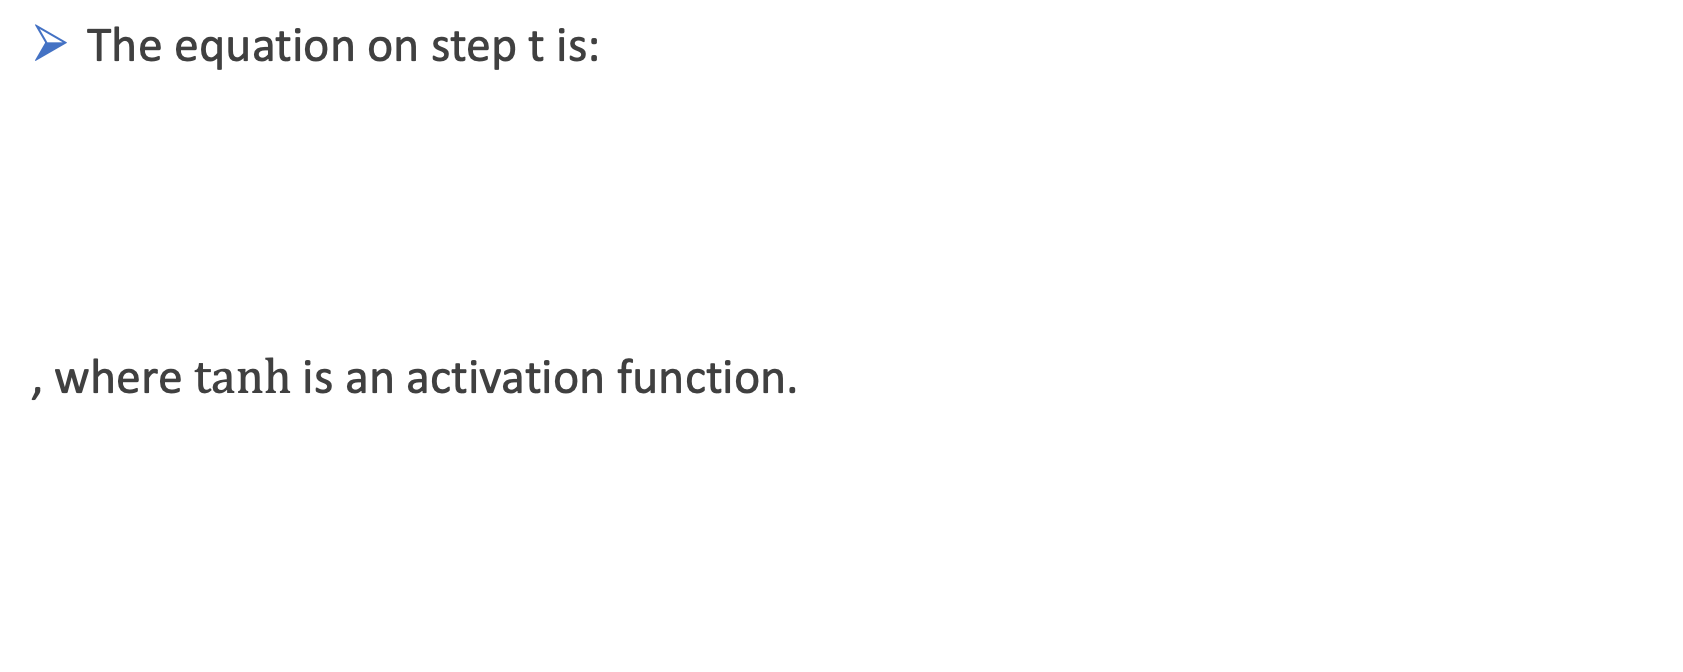 ➢ The equation on step t is:
, where tanh is an activation function.